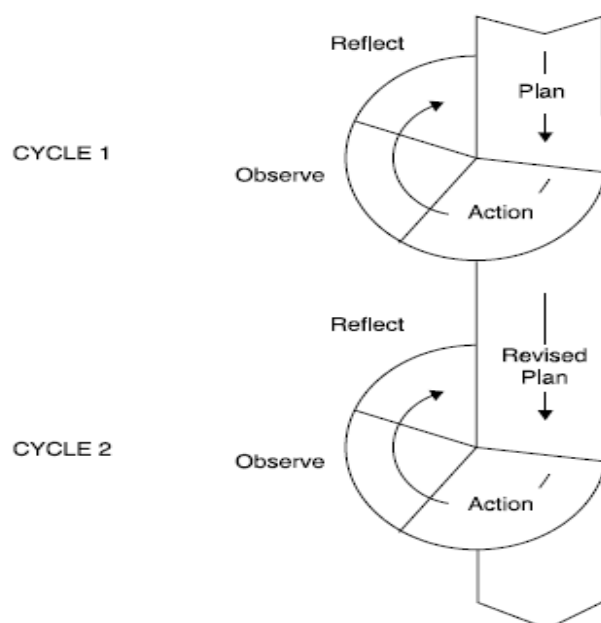 Reflect
Plan
CYCLE 1
Observe
Action
Reflect
Revised
Plan
CYCLE 2
Observe
Action